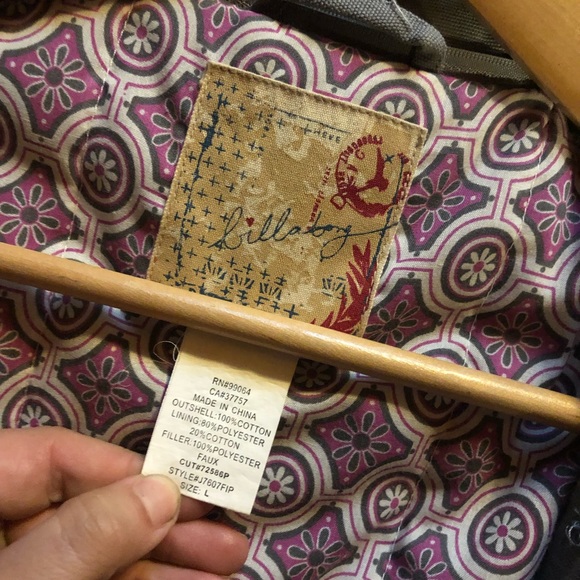 Billabong
RN#90064
CA#37757
MADE IN CHINA
OUTSHELL:100%COTTON
LINING:80%POLYESTER
20%COTTON
FILLER:100%POLYESTER
FAUX
CUT#72586P
STYLE#J7607FIP
SIZE: L